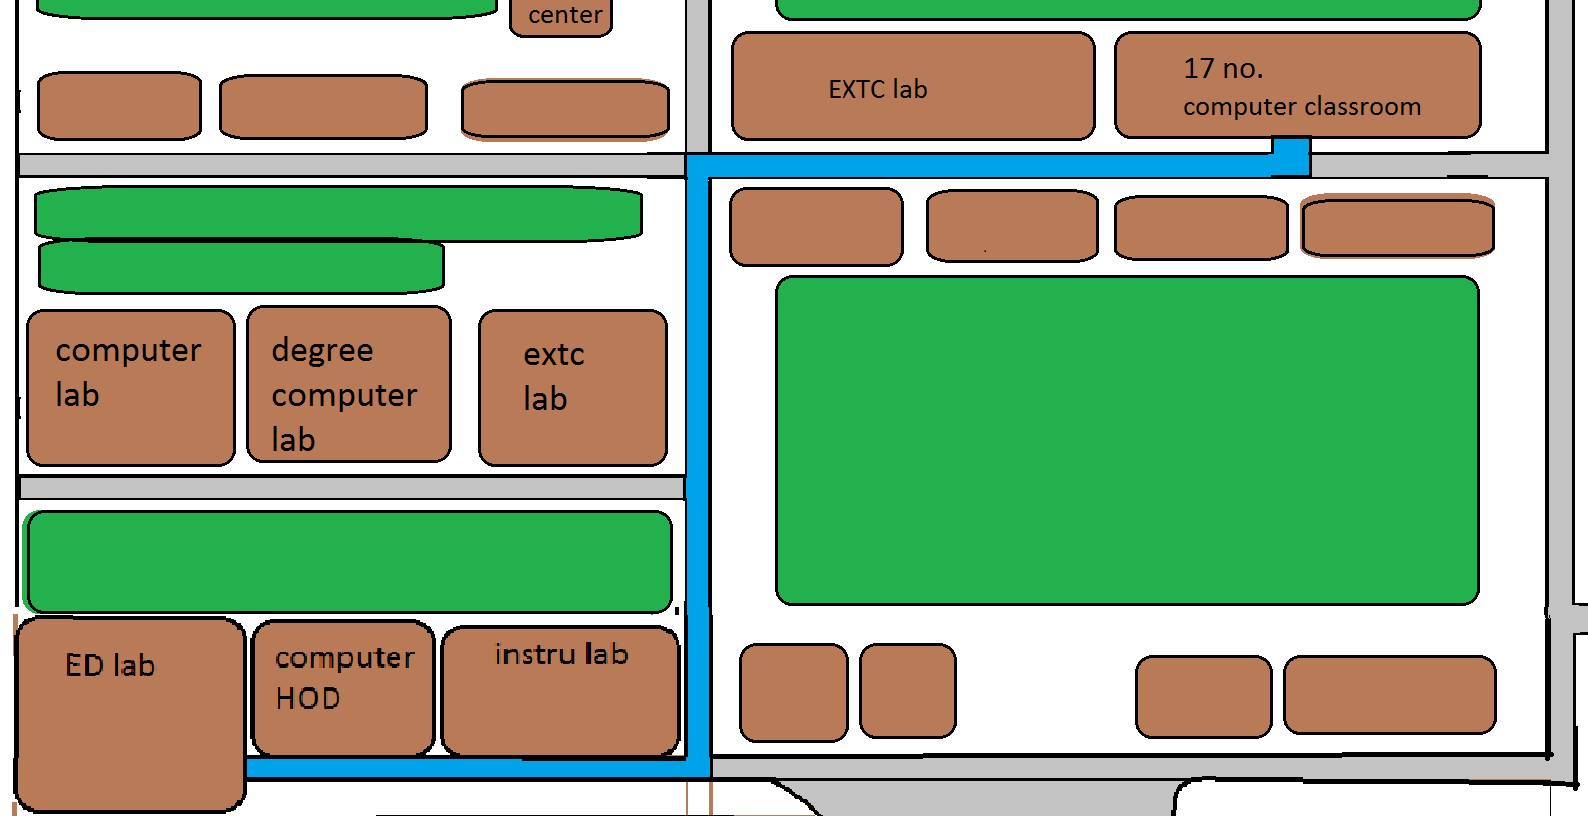 center
EXTC lab
17 no.
computer classroom
computer
lab
degree
computer
lab
extc
lab
ED lab
computer
HOD
instru lab